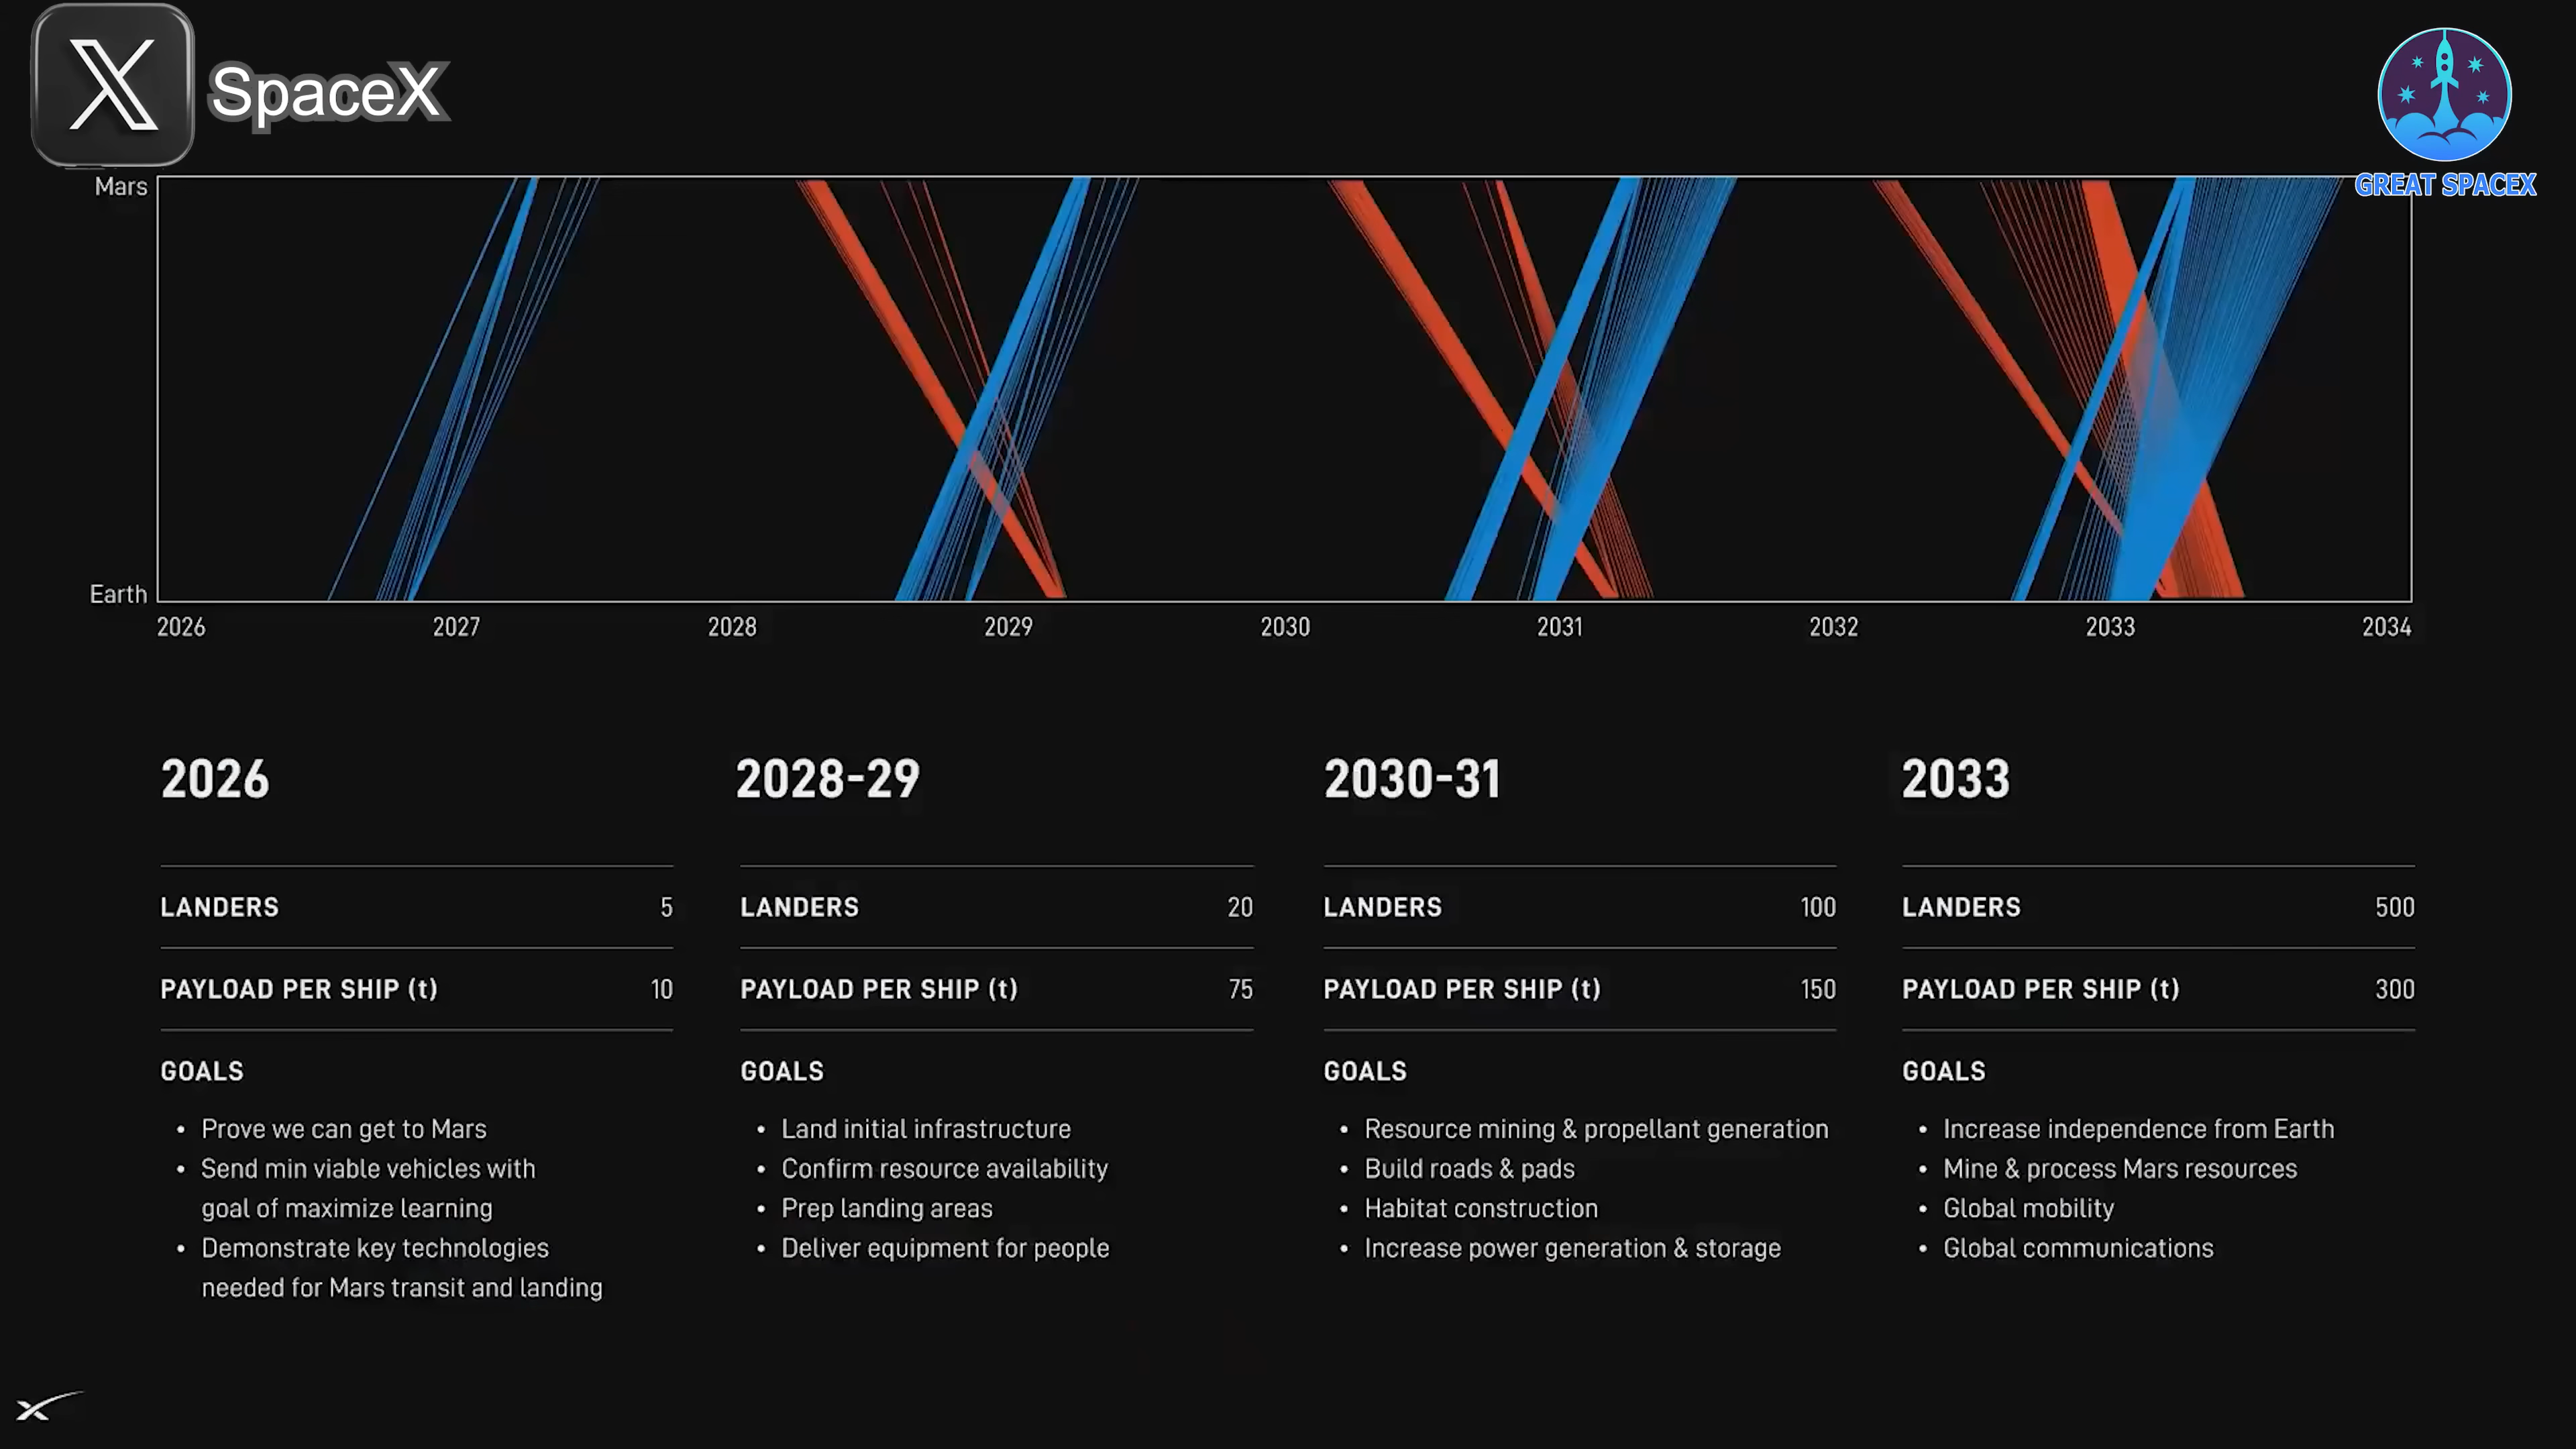 X
SpaceX
GREAT SPACEX
Mars
Earth
2026 2027 2028 2029 2030 2031 2032 2033 2034
2026
LANDERS 5
PAYLOAD PER SHIP (t) 10
GOALS
• Prove we can get to Mars
• Send min viable vehicles with
goal of maximize learning
• Demonstrate key technologies
needed for Mars transit and landing
2028-29
LANDERS 20
PAYLOAD PER SHIP (t) 75
GOALS
• Land initial infrastructure
• Confirm resource availability
• Prep landing areas
• Deliver equipment for people
2030-31
LANDERS 100
PAYLOAD PER SHIP (t) 150
GOALS
• Resource mining & propellant generation
• Build roads & pads
• Habitat construction
• Increase power generation & storage
2033
LANDERS 500
PAYLOAD PER SHIP (t) 300
GOALS
• Increase independence from Earth
• Mine & process Mars resources
• Global mobility
• Global communications